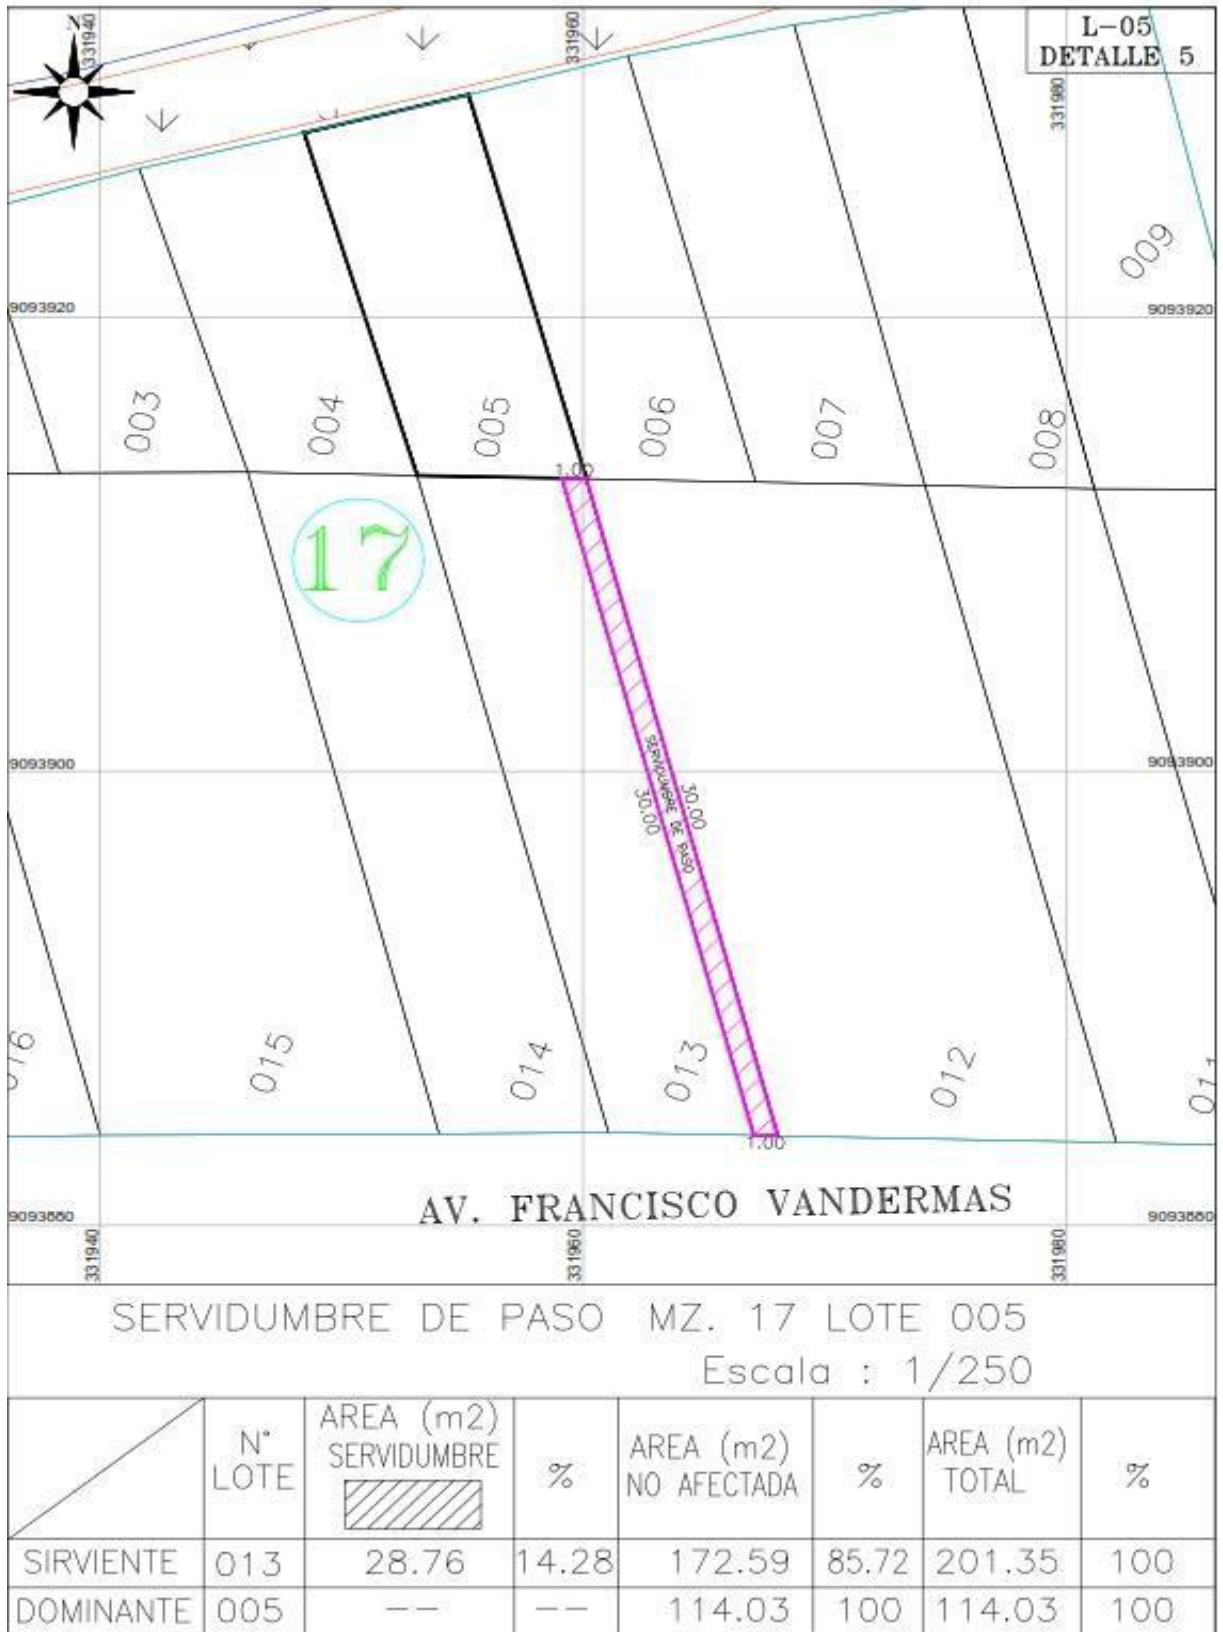 N
331940
331960
L-05
DETALLE 5
331980
009
9093920
9093920
003
004
005
006
007
008
1.00
17
9093900
9093900
SERVIDUMBRE DE PASO
30.00
30.00
016
015
014
013
012
011
1.00
AV. FRANCISCO VANDERMAS
9093880
9093880
331940
331960
331980
SERVIDUMBRE DE PASO MZ. 17 LOTE 005
Escala : 1/250
N° LOTE
AREA (m2) SERVIDUMBRE
%
AREA (m2) NO AFECTADA
%
AREA (m2) TOTAL
%
SIRVIENTE 013 28.76 14.28 172.59 85.72 201.35 100
DOMINANTE 005 -- -- 114.03 100 114.03 100